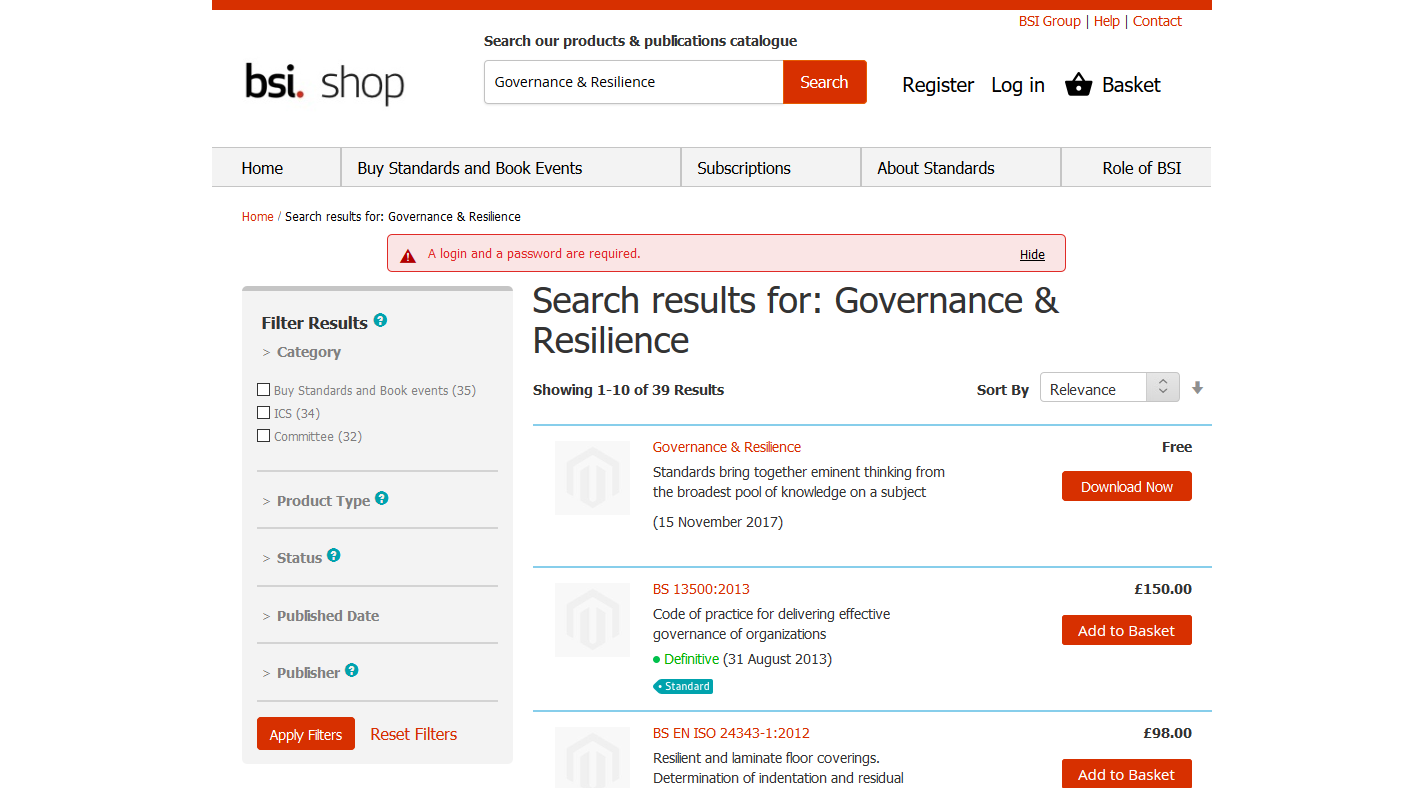 BSI Group | Help | Contact
Search our products & publications catalogue
bsi. shop
Governance & Resilience
Search
Register
Log in
Basket
Home
Buy Standards and Book Events
Subscriptions
About Standards
Role of BSI
Home / Search results for: Governance & Resilience
A login and a password are required.
Hide
Filter Results ?
> Category
Buy Standards and Book events (35)
ICS (34)
Committee (32)
> Product Type ?
> Status ?
> Published Date
> Publisher ?
Apply Filters
Reset Filters
Search results for: Governance &
Resilience
Showing 1-10 of 39 Results
Sort By
Relevance
Governance & Resilience
Free
Standards bring together eminent thinking from
the broadest pool of knowledge on a subject
Download Now
(15 November 2017)
BS 13500:2013
£150.00
Code of practice for delivering effective
governance of organizations
Add to Basket
Definitive (31 August 2013)
Standard
BS EN ISO 24343-1:2012
£98.00
Resilient and laminate floor coverings.
Determination of indentation and residual
Add to Basket